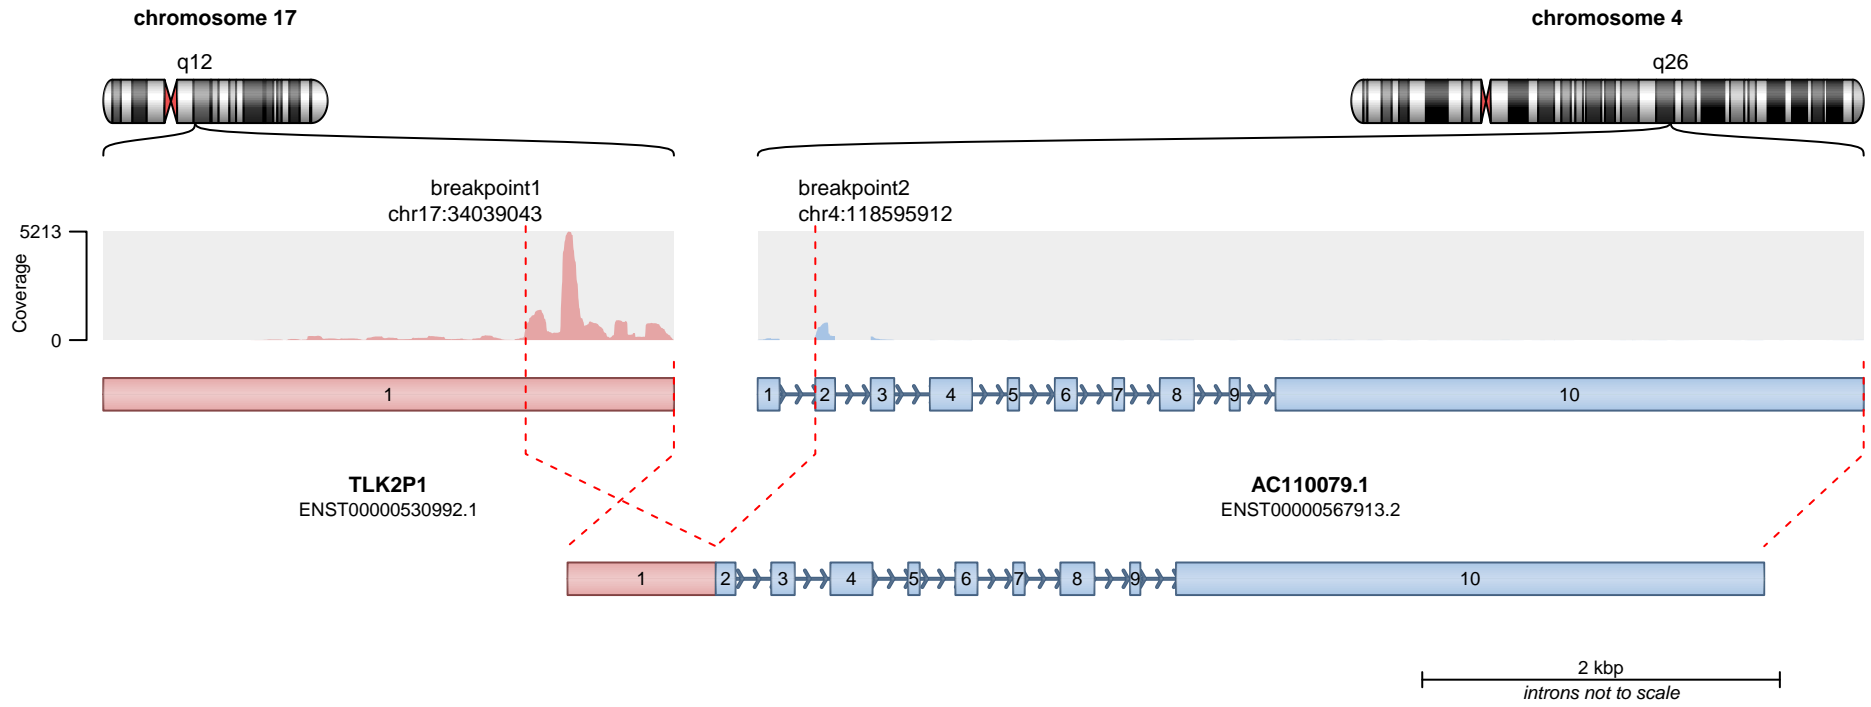 chromosome 17
chromosome 4
q12
q26
breakpoint1
chr17:34039043
breakpoint2
chr4:118595912
5213
Coverage
0
1
1 2 3 4 5 6 7 8 9 10
TLK2P1
ENST00000530992.1
AC110079.1
ENST00000567913.2
1 2 3 4 5 6 7 8 9 10
2 kbp
introns not to scale